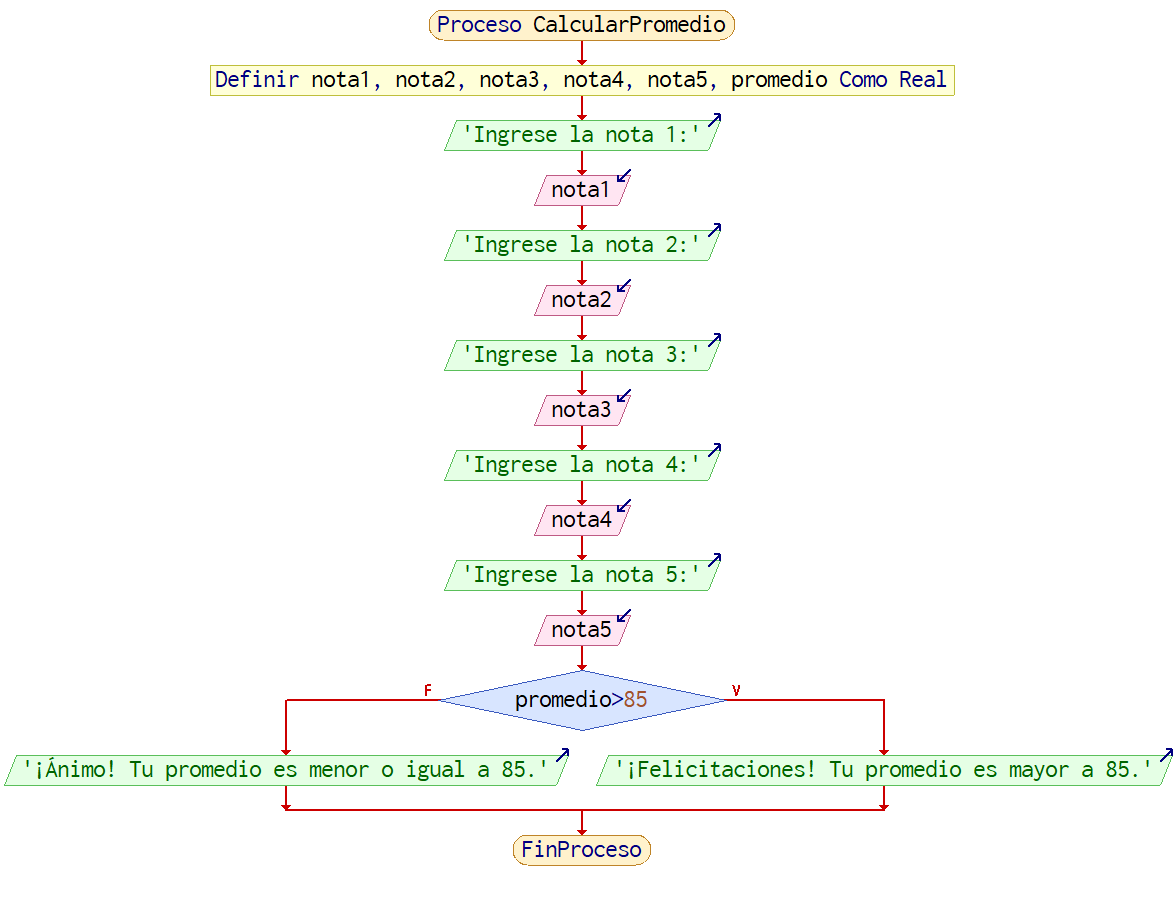 Proceso CalcularPromedio
Definir nota1, nota2, nota3, nota4, nota5, promedio Como Real
'Ingrese la nota 1:'
nota1
'Ingrese la nota 2:'
nota2
'Ingrese la nota 3:'
nota3
'Ingrese la nota 4:'
nota4
'Ingrese la nota 5:'
nota5
F
promedio>85
V
'¡Ánimo! Tu promedio es menor o igual a 85.'
'¡Felicitaciones! Tu promedio es mayor a 85.'
FinProceso